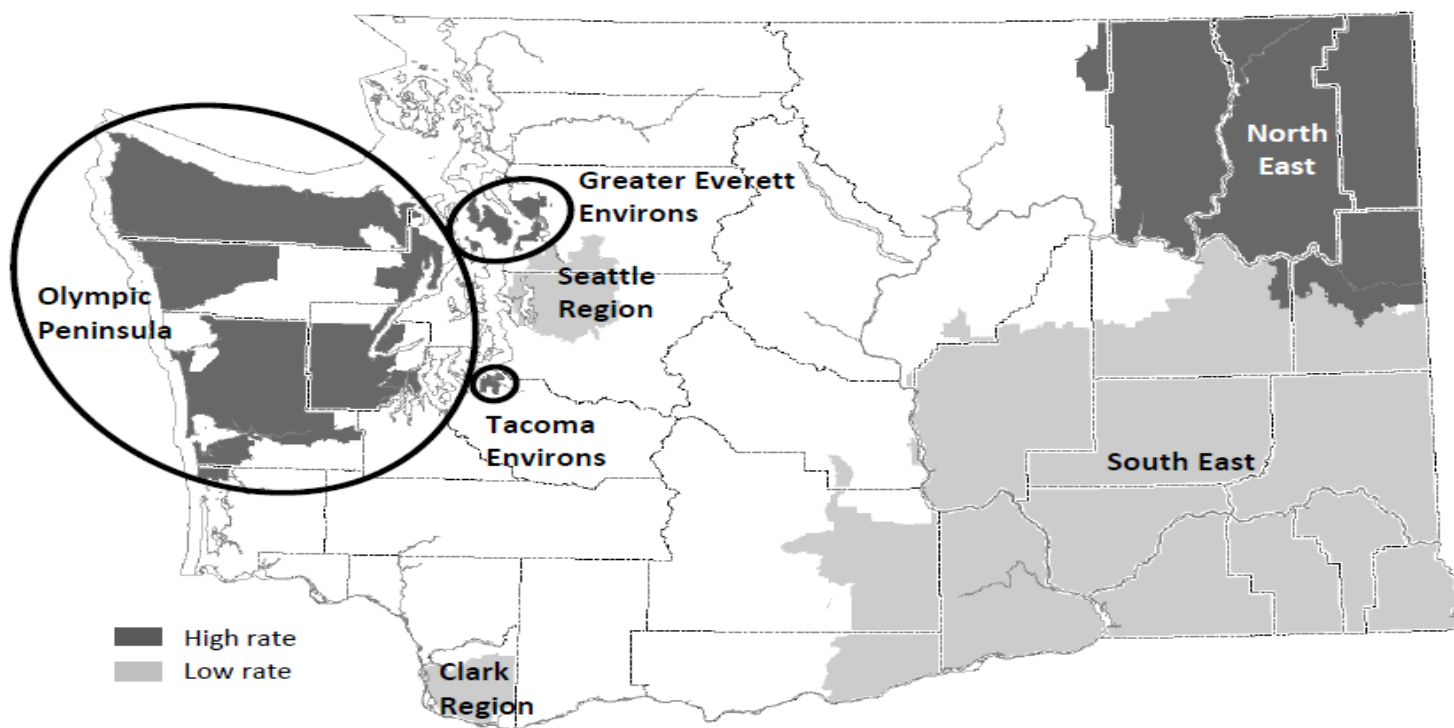 North
East
Greater Everett
Environs
Seattle
Region
Olympic
Peninsula
Tacoma
Environs
South East
High rate
Low rate
Clark
Region